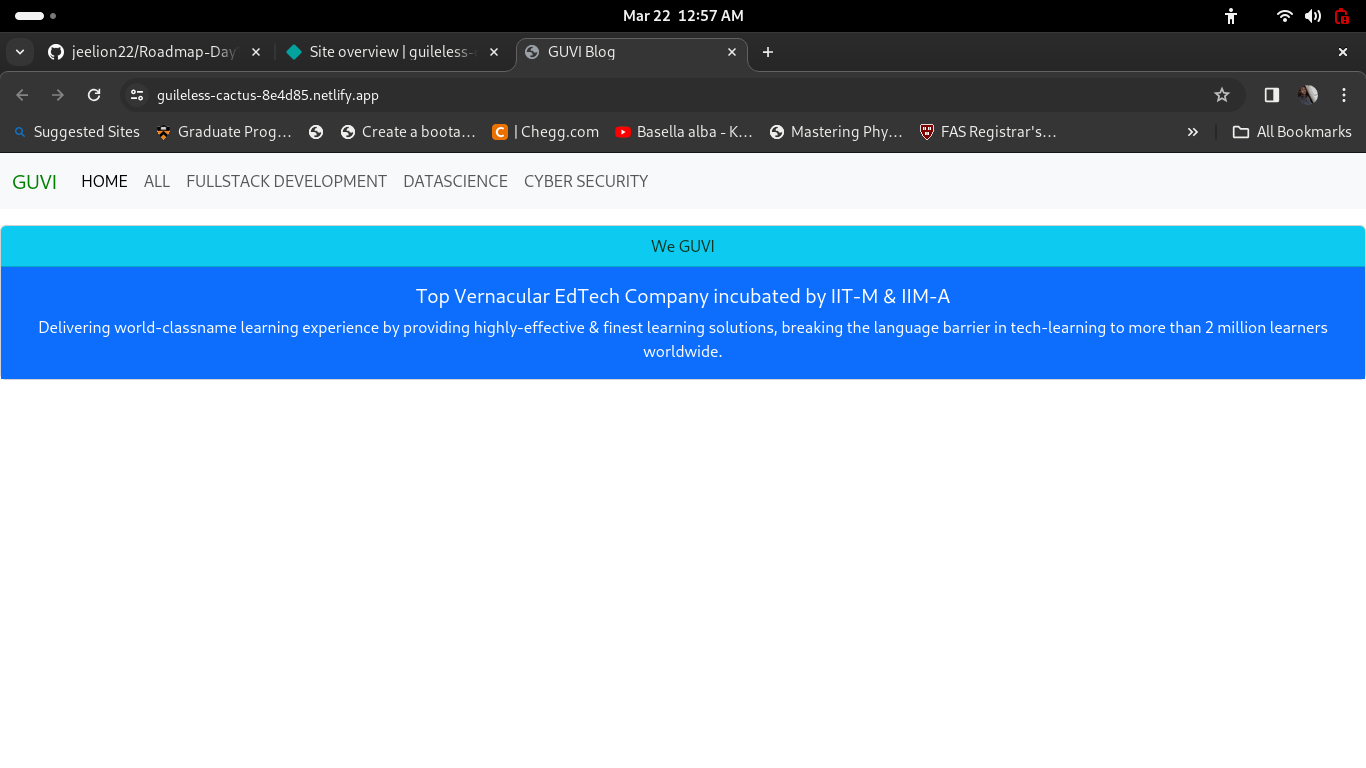 Mar 22 12:57 AM
jeelion22/Roadmap-Day
Site overview | guileless-
GUVI Blog
guileless-cactus-8e4d85.netlify.app
Suggested Sites
Graduate Prog…
Create a boota…
| Chegg.com
Basella alba - K…
Mastering Phy…
FAS Registrar's…
All Bookmarks
GUVI HOME ALL FULLSTACK DEVELOPMENT DATASCIENCE CYBER SECURITY
We GUVI
Top Vernacular EdTech Company incubated by IIT-M & IIM-A
Delivering world-classname learning experience by providing highly-effective & finest learning solutions, breaking the language barrier in tech-learning to more than 2 million learners
worldwide.